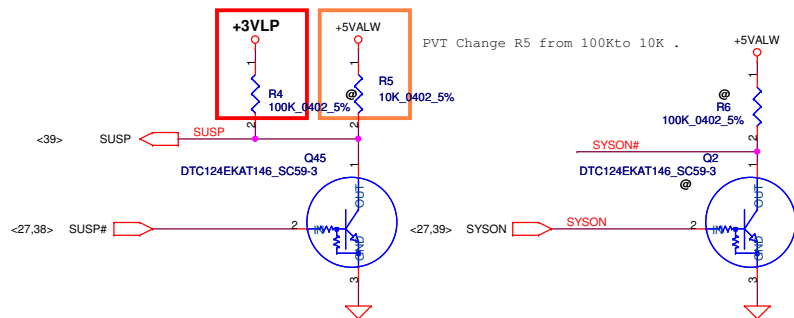 +3VLP
+5VALW
PVT Change R5 from 100Kto 10K .
+5VALW
1
R4
100K_0402_5%
2
1
@
R5
10K_0402_5%
2
1
@
R6
100K_0402_5%
2
<39>
SUSP
SUSP
SYSON#
Q45
DTC124EKAT146_SC59-3
1
OUT
Q2
DTC124EKAT146_SC59-3
@
1
OUT
<27,38>
SUSP#
2
IN
GND
3
<27,39>
SYSON
SYSON
2
IN
GND
3